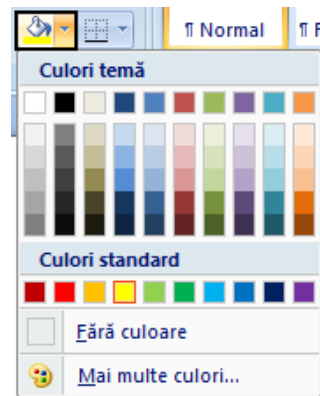 ¶ Normal ¶ F
Culori temă
Culori standard
Fără culoare
Mai multe culori...